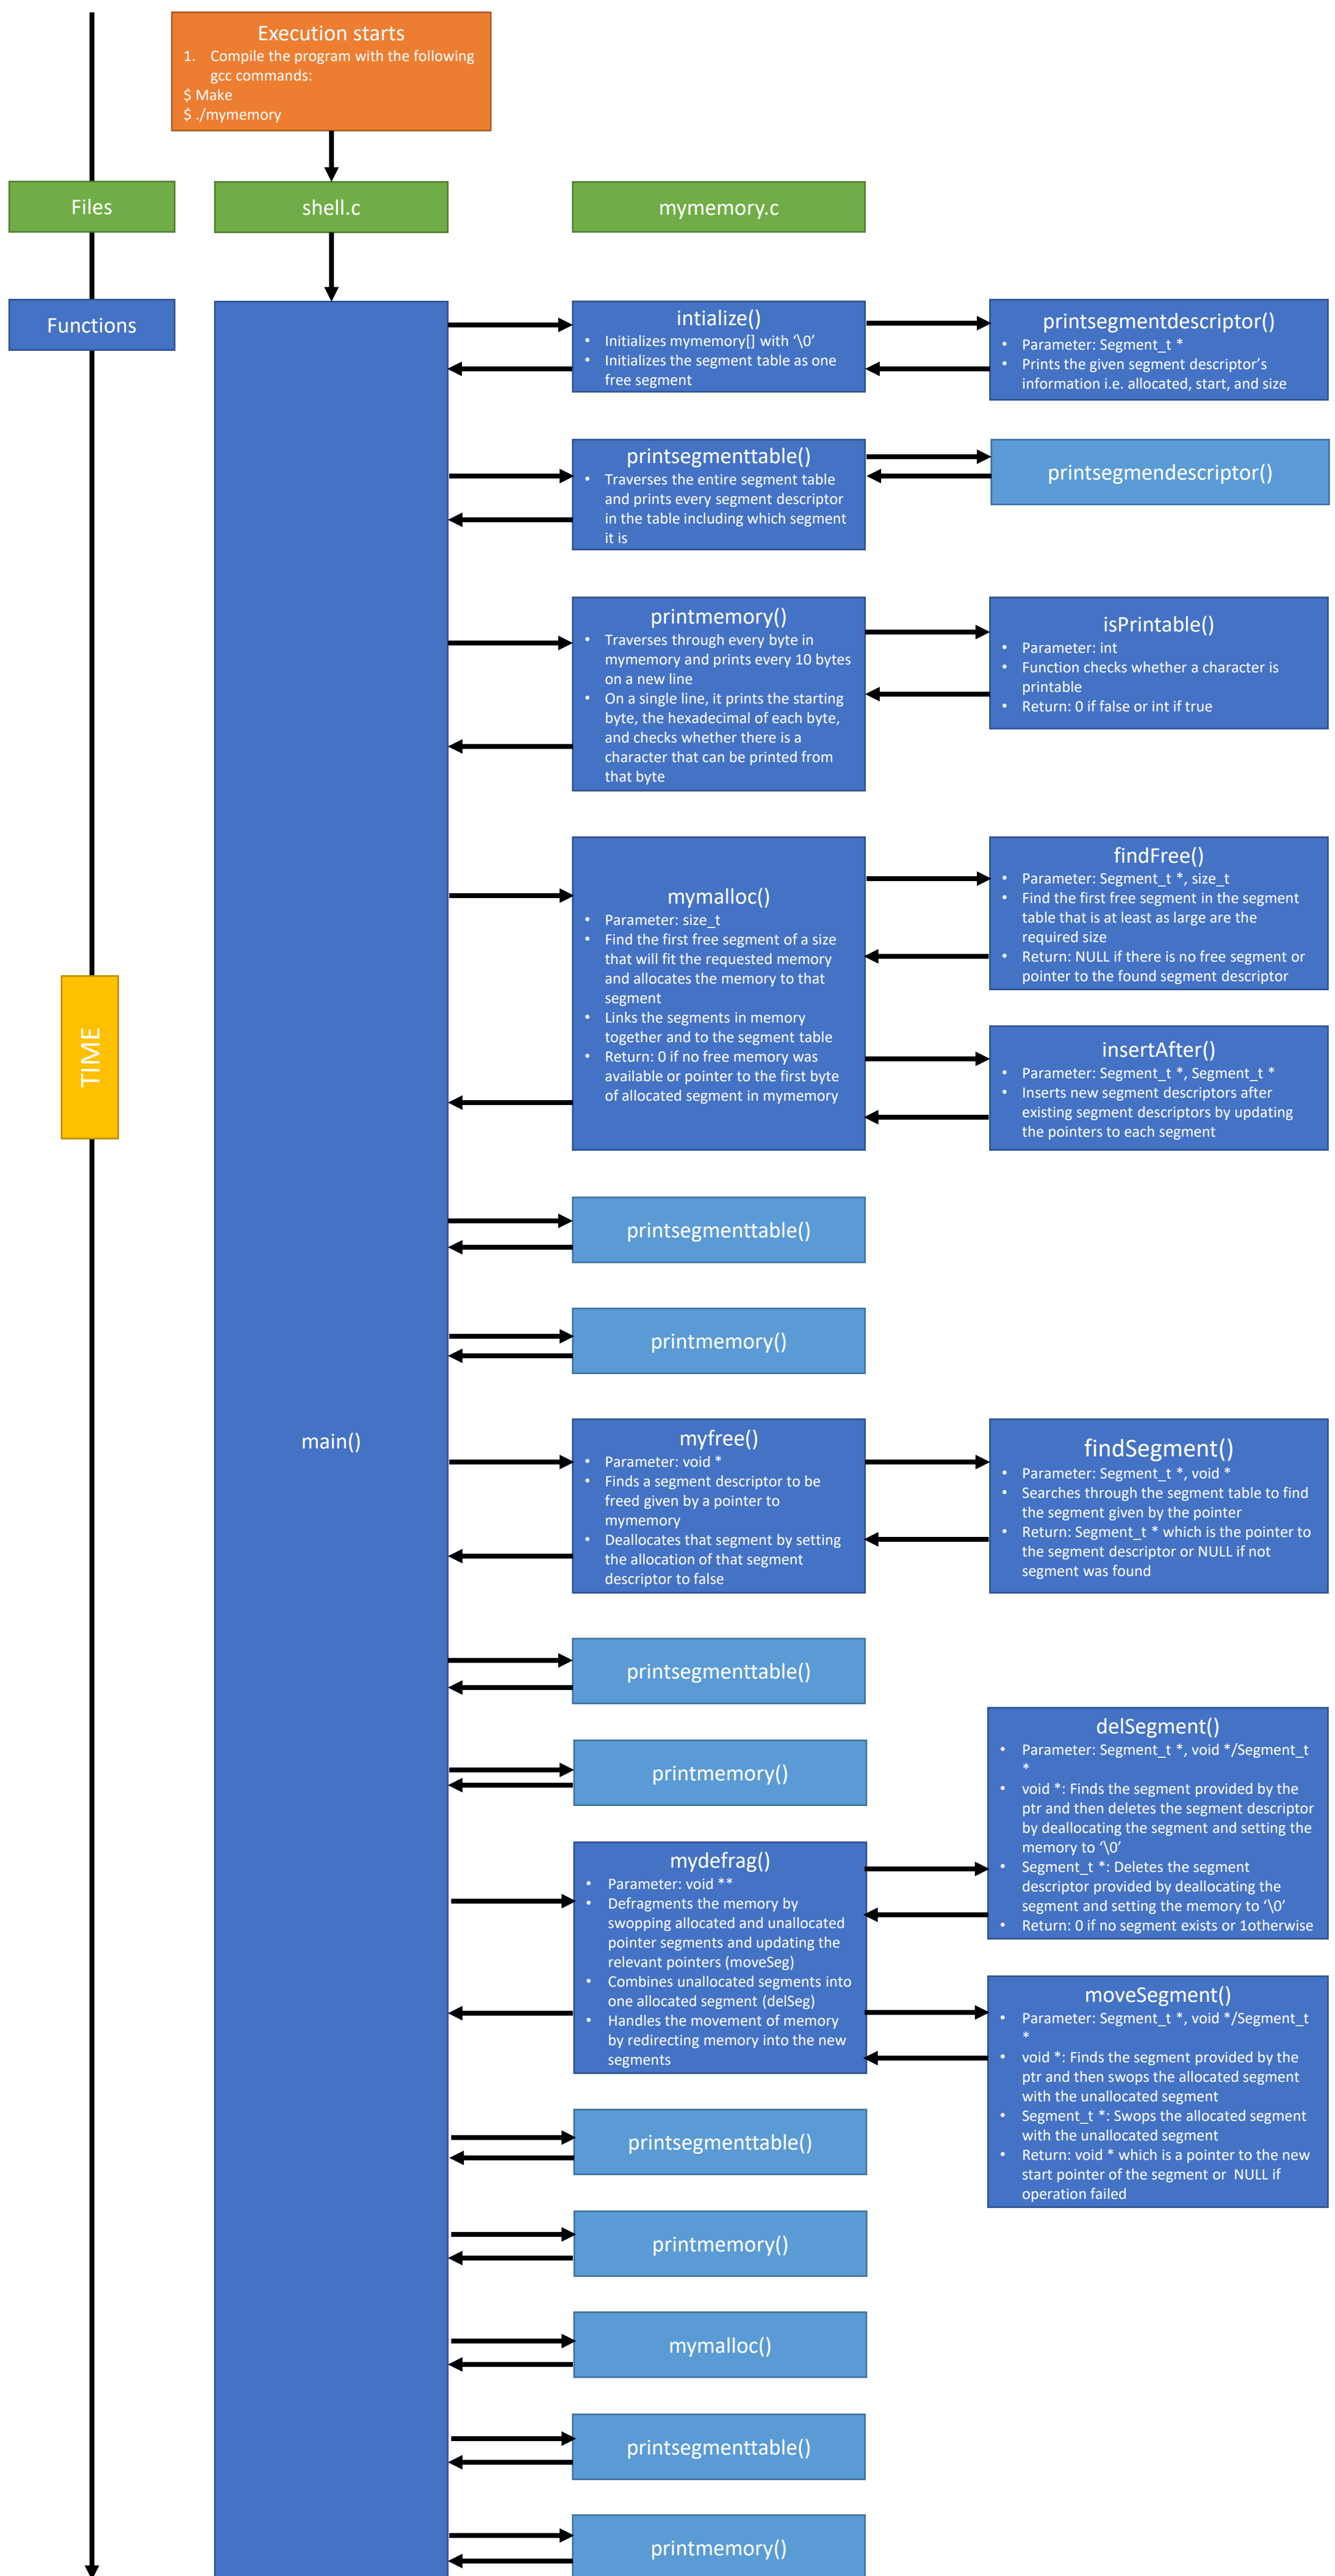 Execution starts
1. Compile the program with the following
gcc commands:
$ Make
$ ./mymemory
Files
shell.c
mymemory.c
Functions
intialize()
• Initializes mymemory[] with ‘\0’
• Initializes the segment table as one
free segment
printsegmentdescriptor()
• Parameter: Segment_t *
• Prints the given segment descriptor’s
information i.e. allocated, start, and size
printsegmenttable()
• Traverses the entire segment table
and prints every segment descriptor
in the table including which segment
it is
printsegmendescriptor()
printmemory()
• Traverses through every byte in
mymemory and prints every 10 bytes
on a new line
• On a single line, it prints the starting
byte, the hexadecimal of each byte,
and checks whether there is a
character that can be printed from
that byte
isPrintable()
• Parameter: int
• Function checks whether a character is
printable
• Return: 0 if false or int if true
mymalloc()
• Parameter: size_t
• Find the first free segment of a size
that will fit the requested memory
and allocates the memory to that
segment
• Links the segments in memory
together and to the segment table
• Return: 0 if no free memory was
available or pointer to the first byte
of allocated segment in mymemory
findFree()
• Parameter: Segment_t *, size_t
• Find the first free segment in the segment
table that is at least as large are the
required size
• Return: NULL if there is no free segment or
pointer to the found segment descriptor
TIME
insertAfter()
• Parameter: Segment_t *, Segment_t *
• Inserts new segment descriptors after
existing segment descriptors by updating
the pointers to each segment
printsegmenttable()
printmemory()
main()
myfree()
• Parameter: void *
• Finds a segment descriptor to be
freed given by a pointer to
mymemory
• Deallocates that segment by setting
the allocation of that segment
descriptor to false
findSegment()
• Parameter: Segment_t *, void *
• Searches through the segment table to find
the segment given by the pointer
• Return: Segment_t * which is the pointer to
the segment descriptor or NULL if not
segment was found
printsegmenttable()
printmemory()
delSegment()
• Parameter: Segment_t *, void */Segment_t
*
• void *: Finds the segment provided by the
ptr and then deletes the segment descriptor
by deallocating the segment and setting the
memory to ‘\0’
• Segment_t *: Deletes the segment
descriptor provided by deallocating the
segment and setting the memory to ‘\0’
• Return: 0 if no segment exists or 1otherwise
mydefrag()
• Parameter: void **
• Defragments the memory by
swopping allocated and unallocated
pointer segments and updating the
relevant pointers (moveSeg)
• Combines unallocated segments into
one allocated segment (delSeg)
• Handles the movement of memory
by redirecting memory into the new
segments
moveSegment()
• Parameter: Segment_t *, void */Segment_t
*
• void *: Finds the segment provided by the
ptr and then swops the allocated segment
with the unallocated segment
• Segment_t *: Swops the allocated segment
with the unallocated segment
• Return: void * which is a pointer to the new
start pointer of the segment or NULL if
operation failed
printsegmenttable()
printmemory()
mymalloc()
printsegmenttable()
printmemory()